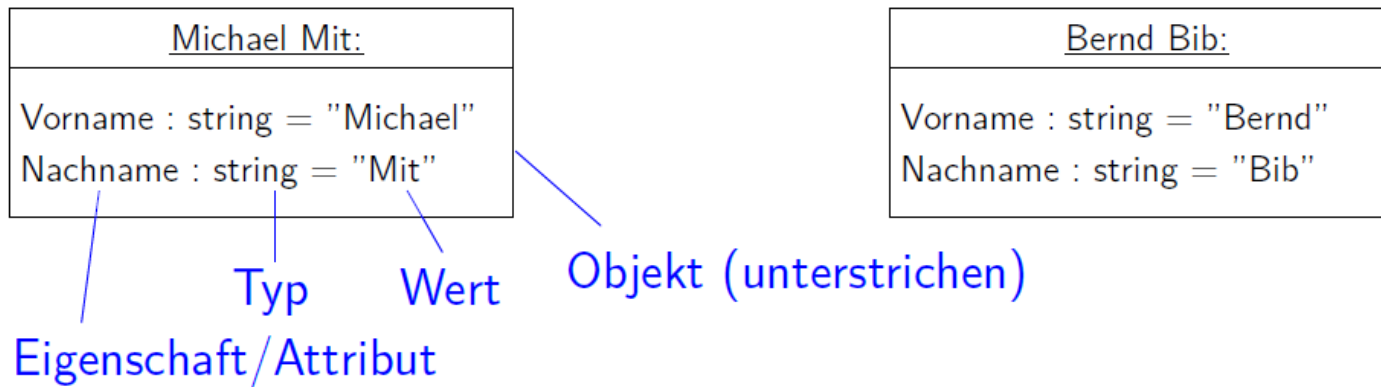 Michael Mit:
Vorname : string = ”Michael”
Nachname : string = ”Mit”
Bernd Bib:
Vorname : string = ”Bernd”
Nachname : string = ”Bib”
Objekt (unterstrichen)
Typ
Wert
Eigenschaft/Attribut